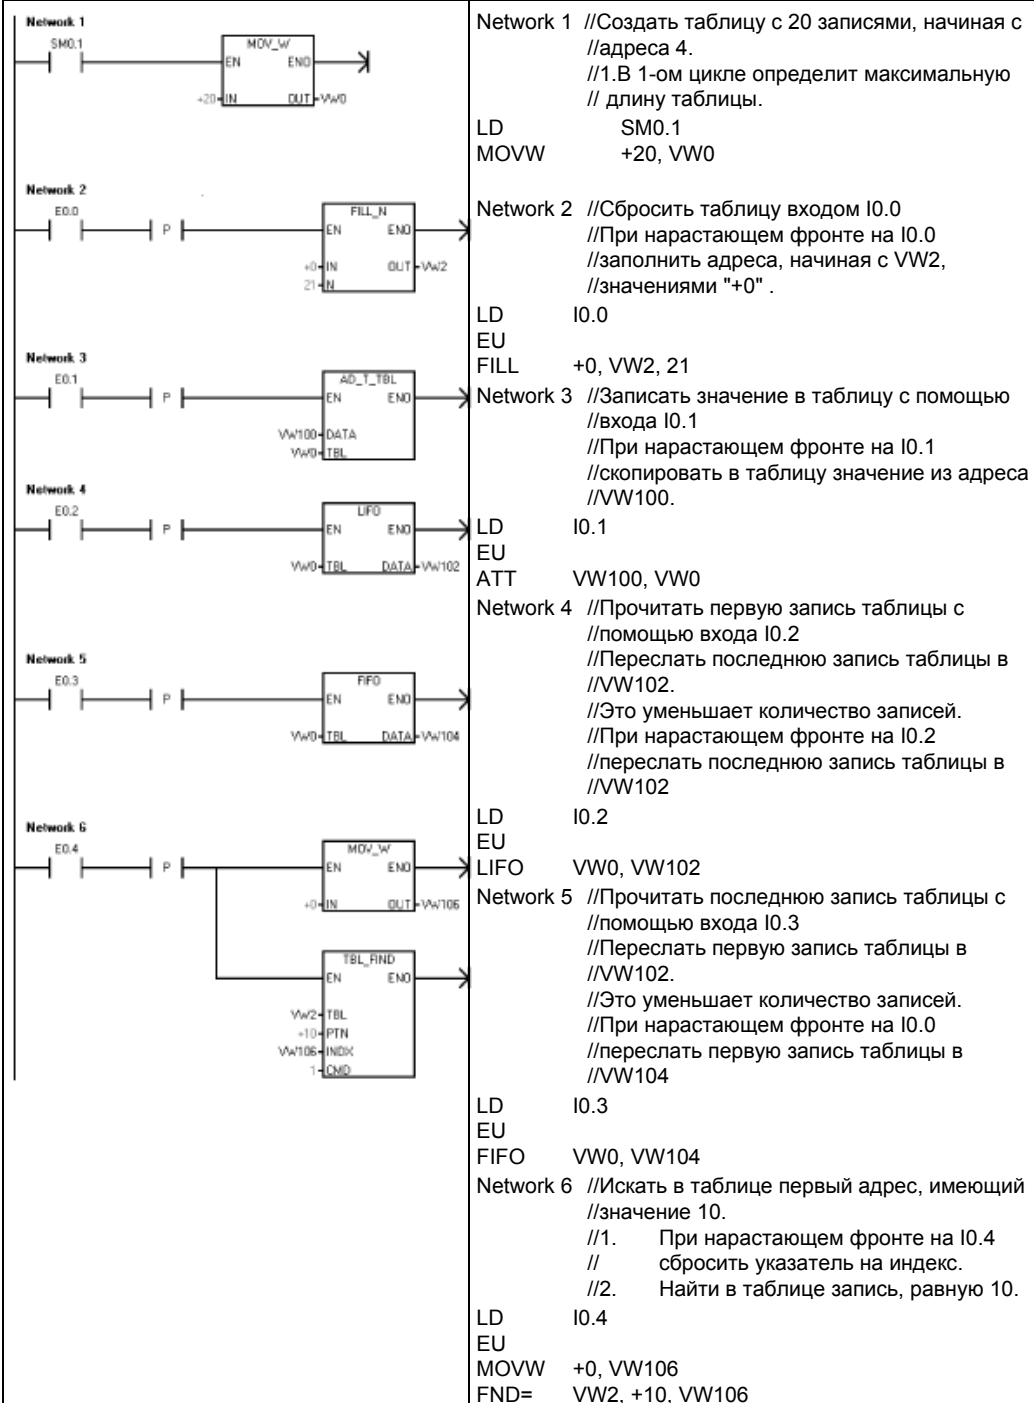 Network 1
SM0.1
MOV_W
EN ENO
+20 IN OUT VW0
Network 2
E0.0
P
FILL_N
EN ENO
+0 IN OUT VW2
21 N
Network 3
E0.1
P
AD_T_TBL
EN ENO
VW100 DATA
VW0 TBL
Network 4
E0.2
P
LIFO
EN ENO
VW0 TBL DATA VW102
Network 5
E0.3
P
FIFO
EN ENO
VW0 TBL DATA VW104
Network 6
E0.4
P
MOV_W
EN ENO
+0 IN OUT VW106
TBL_FIND
EN ENO
VW2 TBL
+10 PTN
VW106 INDX
1 CMD
Network 1 //Создать таблицу с 20 записями, начиная с
//адреса 4.
//1.В 1-ом цикле определит максимальную
// длину таблицы.
LD SM0.1
MOVW +20, VW0
Network 2 //Сбросить таблицу входом I0.0
//При нарастающем фронте на I0.0
//заполнить адреса, начиная с VW2,
//значениями "+0" .
LD I0.0
EU
FILL +0, VW2, 21
Network 3 //Записать значение в таблицу с помощью
//входа I0.1
//При нарастающем фронте на I0.1
//скопировать в таблицу значение из адреса
//VW100.
LD I0.1
EU
ATT VW100, VW0
Network 4 //Прочитать первую запись таблицы с
//помощью входа I0.2
//Переслать последнюю запись таблицы в
//VW102.
//Это уменьшает количество записей.
//При нарастающем фронте на I0.2
//переслать последнюю запись таблицы в
//VW102
LD I0.2
EU
LIFO VW0, VW102
Network 5 //Прочитать последнюю запись таблицы с
//помощью входа I0.3
//Переслать первую запись таблицы в
//VW102.
//Это уменьшает количество записей.
//При нарастающем фронте на I0.0
//переслать первую запись таблицы в
//VW104
LD I0.3
EU
FIFO VW0, VW104
Network 6 //Искать в таблице первый адрес, имеющий
//значение 10.
//1. При нарастающем фронте на I0.4
// сбросить указатель на индекс.
//2. Найти в таблице запись, равную 10.
LD I0.4
EU
MOVW +0, VW106
FND= VW2, +10, VW106